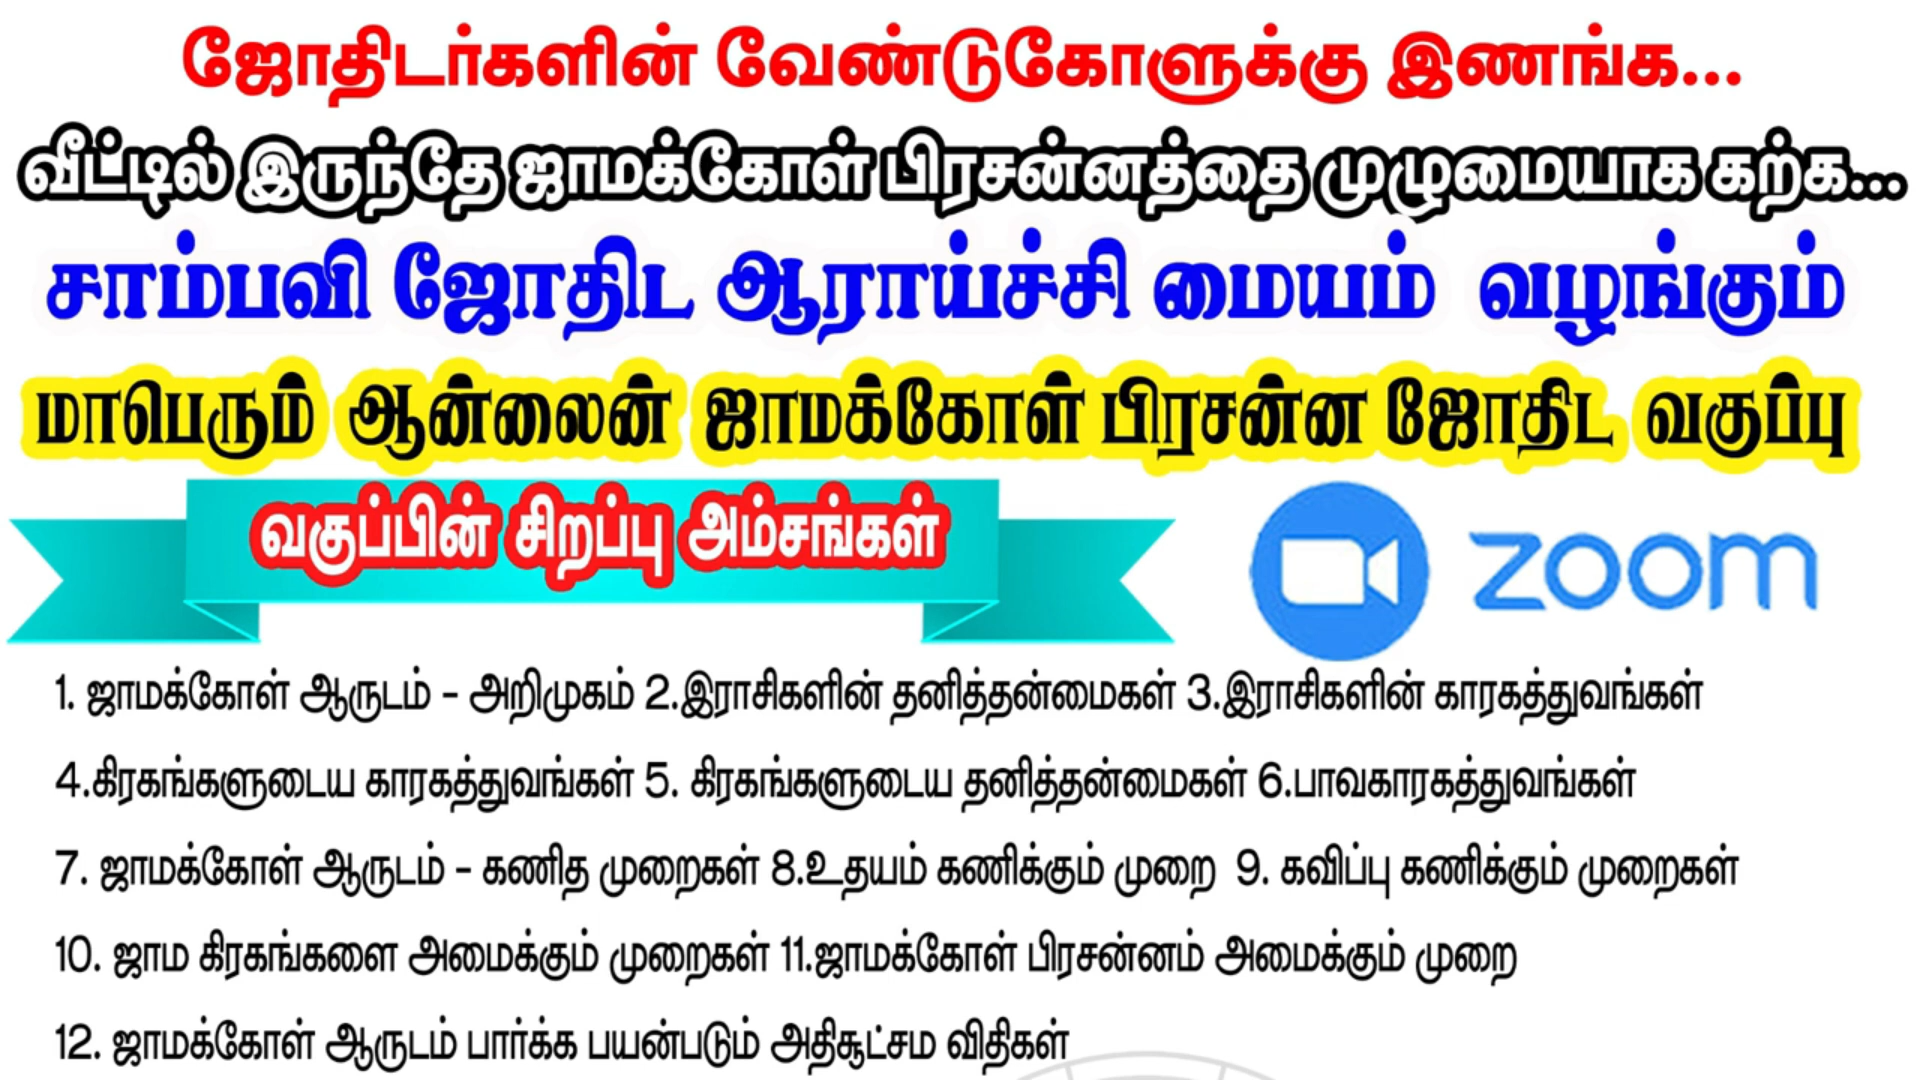 ஜோதிடர்களின் வேண்டுகோளுக்கு இணங்க...
வீட்டில் இருந்தே ஜாமக்கோள் பிரசன்னத்தை முழுமையாக கற்க...
சாம்பவி ஜோதிட ஆராய்ச்சி மையம் வழங்கும்
மாபெரும் ஆன்லைன் ஜாமக்கோள் பிரசன்ன ஜோதிட வகுப்பு
வகுப்பின் சிறப்பு அம்சங்கள்
zoom
1. ஜாமக்கோள் ஆருடம் - அறிமுகம் 2.இராசிகளின் தனித்தன்மைகள் 3.இராசிகளின் காரகத்துவங்கள்
4.கிரகங்களுடைய காரகத்துவங்கள் 5. கிரகங்களுடைய தனித்தன்மைகள் 6.பாவகாரகத்துவங்கள்
7. ஜாமக்கோள் ஆருடம் - கணித முறைகள் 8.உதயம் கணிக்கும் முறை 9. கவிப்பு கணிக்கும் முறைகள்
10. ஜாம கிரகங்களை அமைக்கும் முறைகள் 11.ஜாமக்கோள் பிரசன்னம் அமைக்கும் முறை
12. ஜாமக்கோள் ஆருடம் பார்க்க பயன்படும் அதிசூட்சம விதிகள்